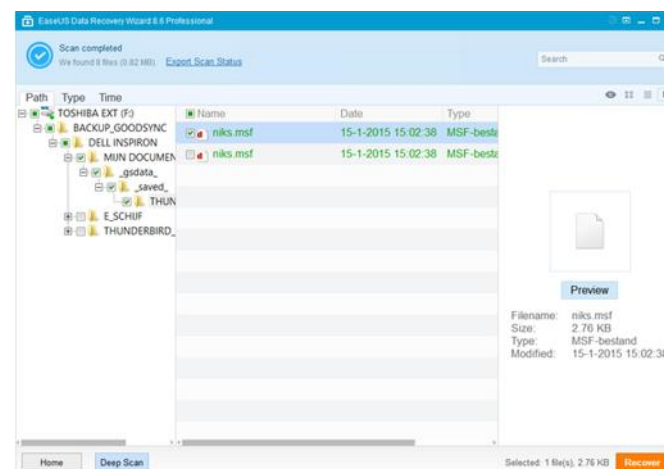 EaseUS Data Recovery Wizard 8.6 Professional
Scan completed
We found 8 files (0.82 MB). Export Scan Status
Search
Path Type Time
TOSHIBA EXT (F:)
BACKUP_GOODSYNC
DELL INSPIRON
MIJN DOCUMEN
_gsdata_
_saved_
THUN
E_SCHIJF
THUNDERBIRD_
Name Date Type
niks.msf 15-1-2015 15:02:38 MSF-besta
niks.msf 15-1-2015 15:02:38 MSF-besta
Preview
Filename: niks.msf
Size: 2.76 KB
Type: MSF-bestand
Modified: 15-1-2015 15:02:38
Home Deep Scan Selected: 1 file(s), 2.76 KB Recover